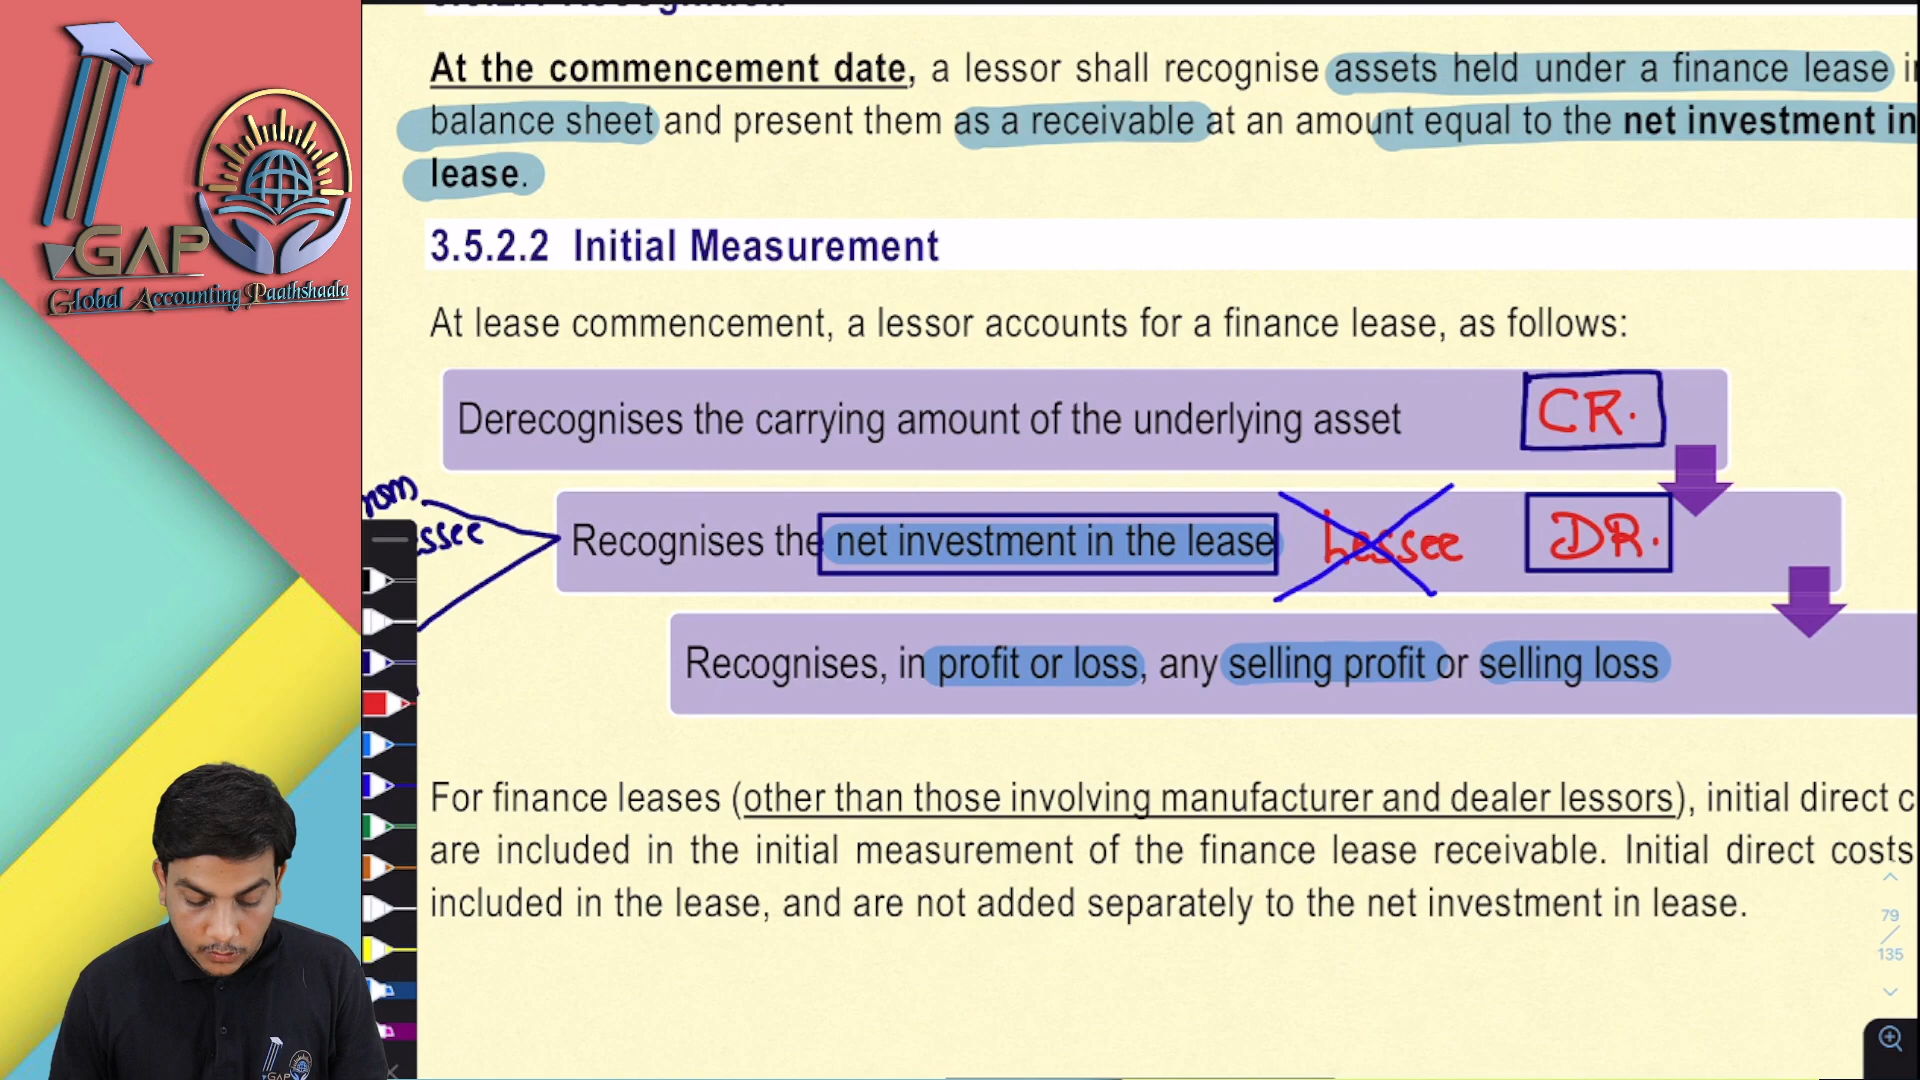 At the commencement date, a lessor shall recognise assets held under a finance lease
balance sheet and present them as a receivable at an amount equal to the net investment in
lease.
3.5.2.2 Initial Measurement
At lease commencement, a lessor accounts for a finance lease, as follows:
Derecognises the carrying amount of the underlying asset CR.
Recognises the net investment in the lease Lessee DR.
Recognises, in profit or loss, any selling profit or selling loss
For finance leases (other than those involving manufacturer and dealer lessors), initial direct
are included in the initial measurement of the finance lease receivable. Initial direct costs
included in the lease, and are not added separately to the net investment in lease.
GAP
Global Accounting Paathshaala
79
135
GAP